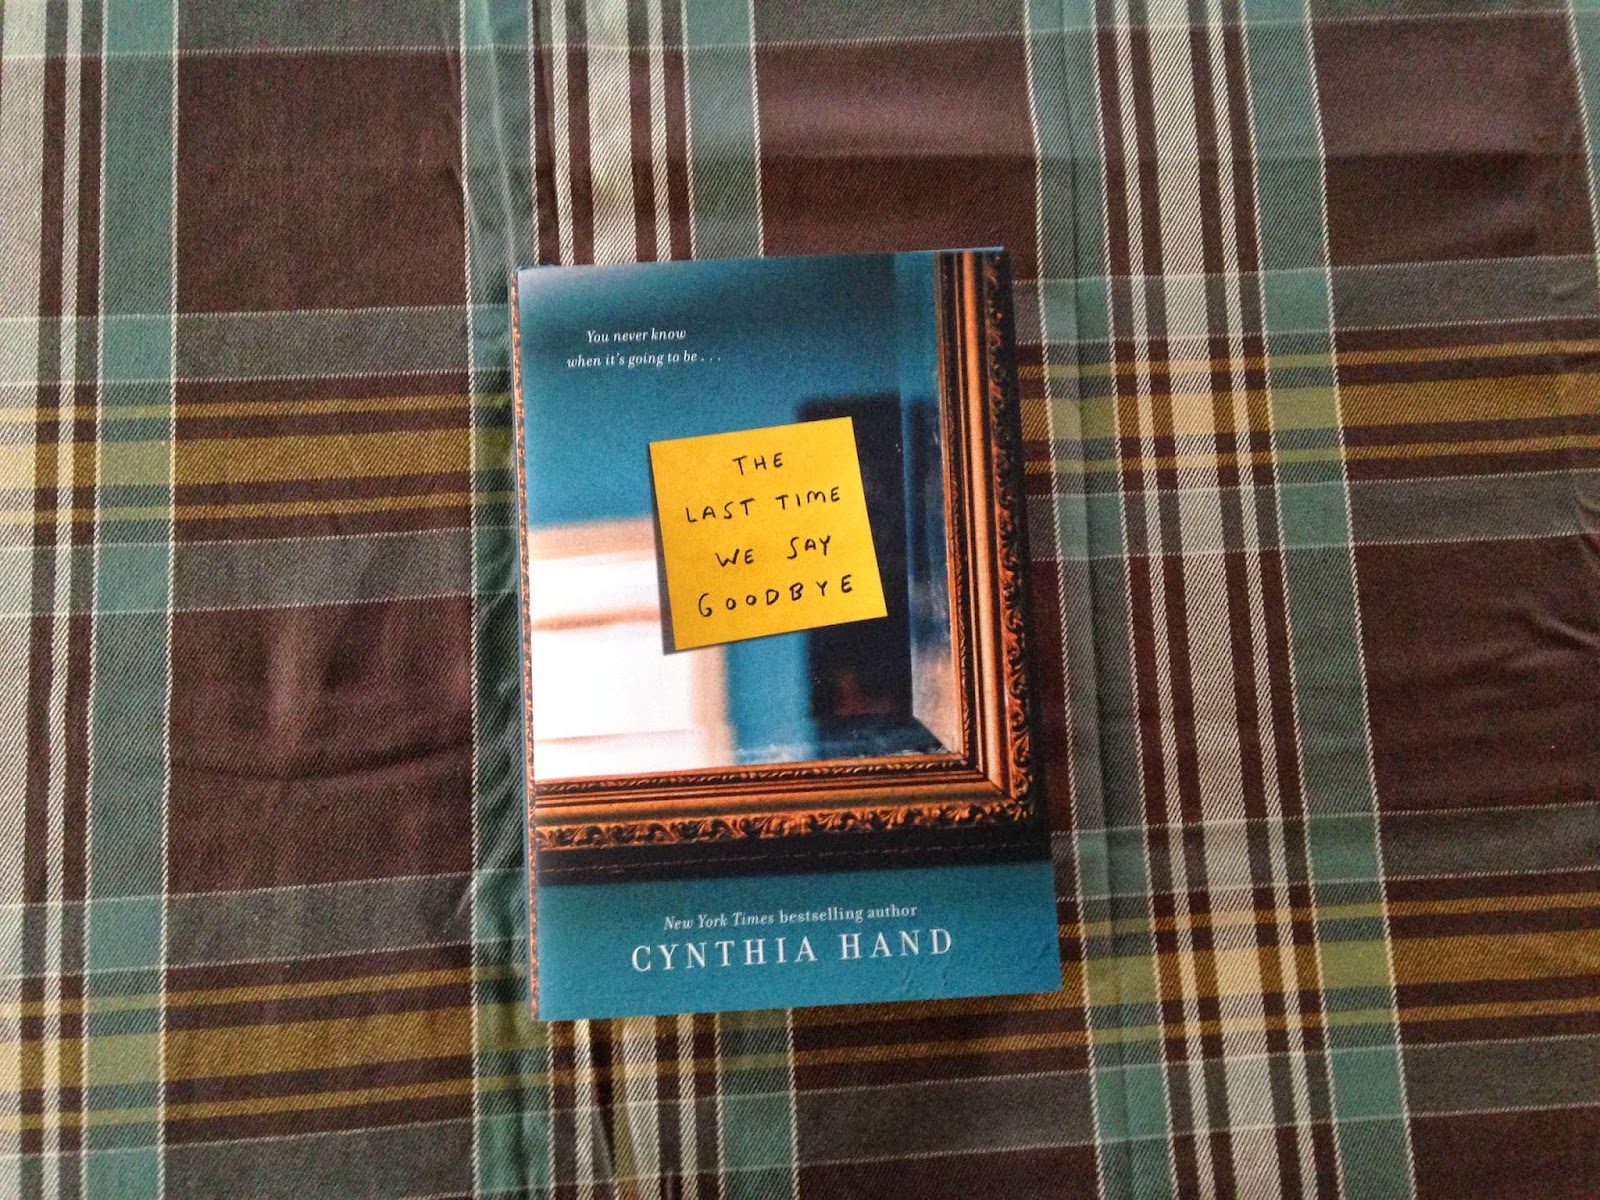 You never know
when it's going to be . . .
THE
LAST TIME
WE SAY
GOODBYE
New York Times bestselling author
CYNTHIA HAND